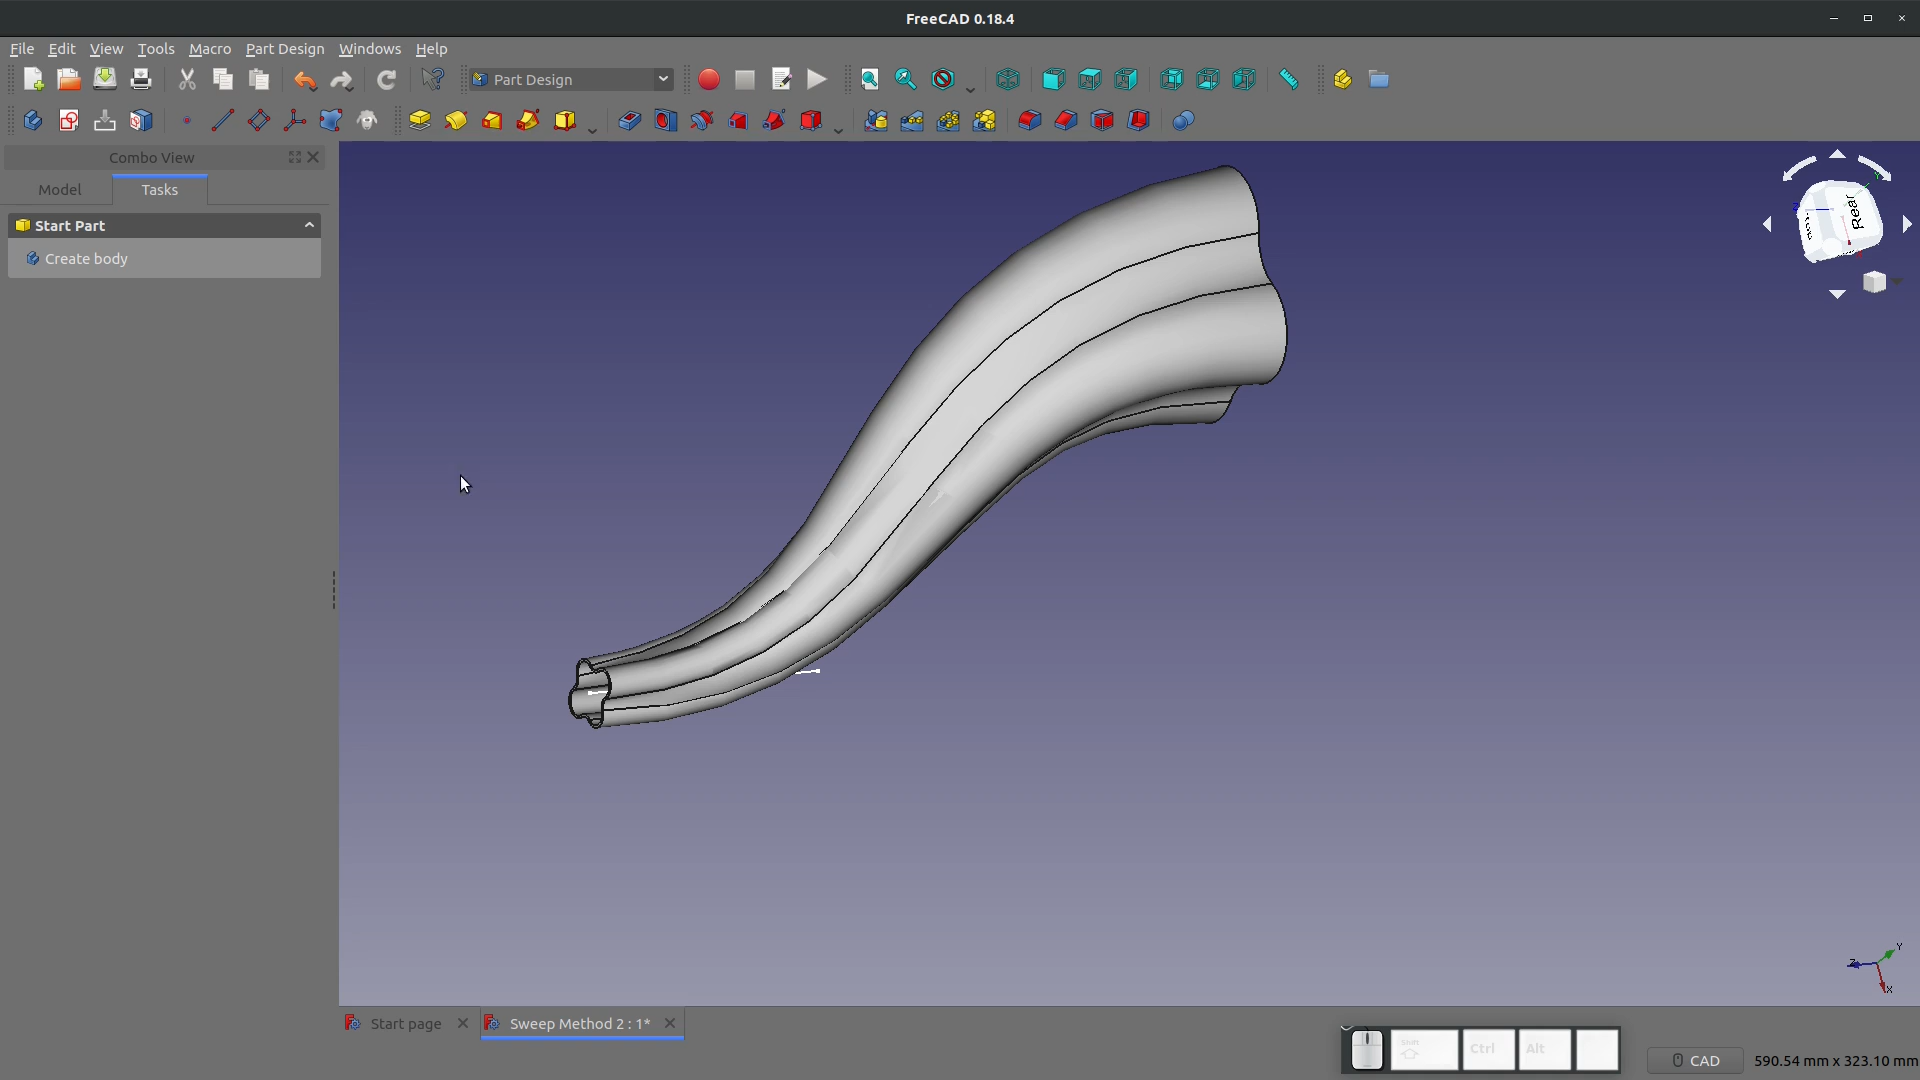 FreeCAD 0.18.4
File Edit View Tools Macro Part Design Windows Help
Part Design
Combo View
Model Tasks
Start Part
Create body
Rear
Y
Z
X
Start page Sweep Method 2 : 1*
Shift Ctrl Alt
CAD 590.54 mm x 323.10 mm